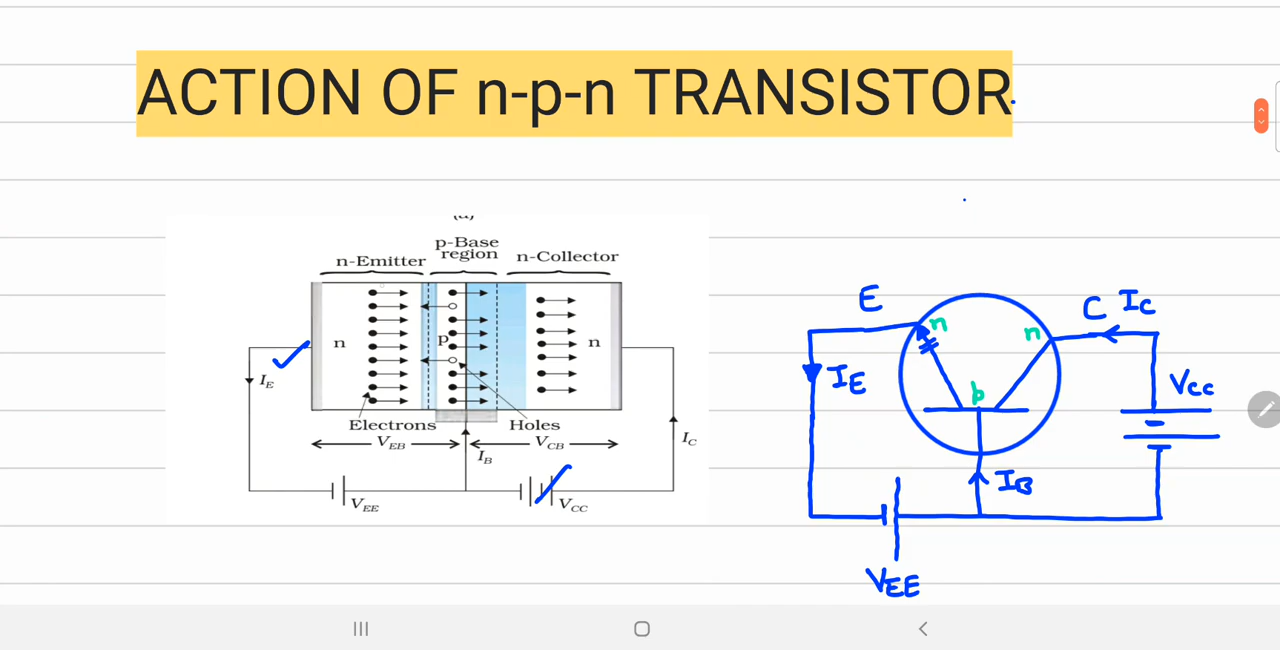 ACTION OF n-p-n TRANSISTOR
(a)
p-Base
region
n-Emitter
n-Collector
n
p
n
I_E
Electrons
Holes
V_EB
V_CB
I_B
I_C
V_EE
V_CC
E
C I_C
n
n
I_E
p
V_CC
I_B
V_EE